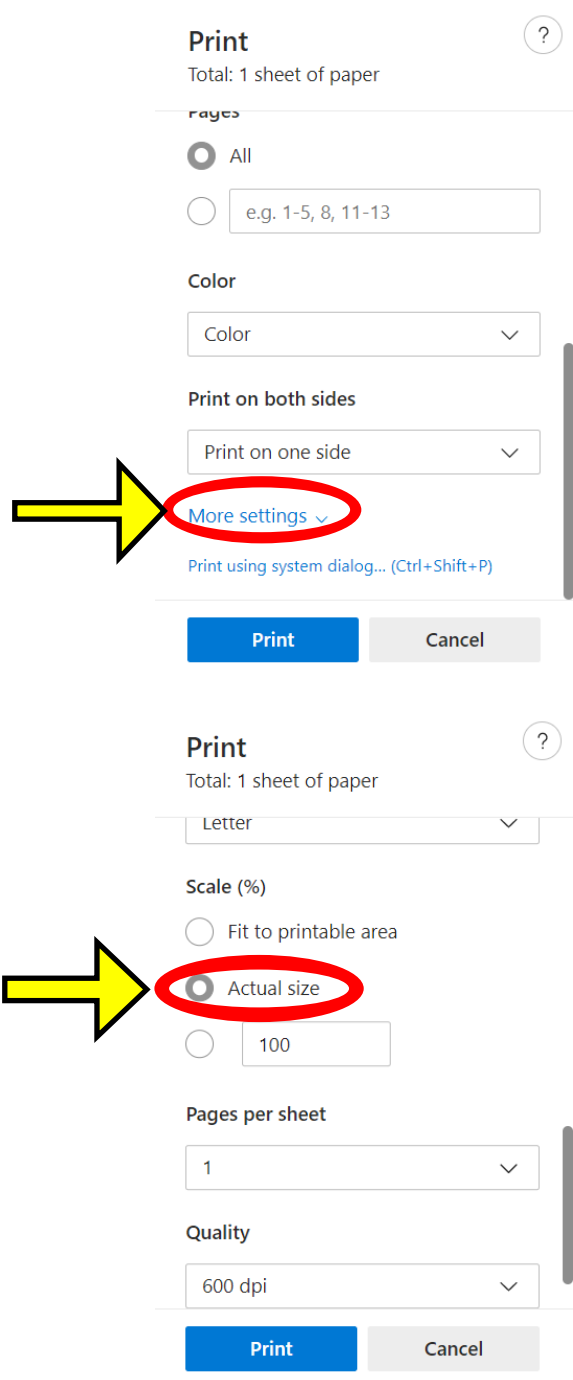 Print
?
Total: 1 sheet of paper
Pages
All
e.g. 1-5, 8, 11-13
Color
Color
Print on both sides
Print on one side
More settings
Print using system dialog... (Ctrl+Shift+P)
Print Cancel
Print
?
Total: 1 sheet of paper
Letter
Scale (%)
Fit to printable area
Actual size
100
Pages per sheet
1
Quality
600 dpi
Print Cancel